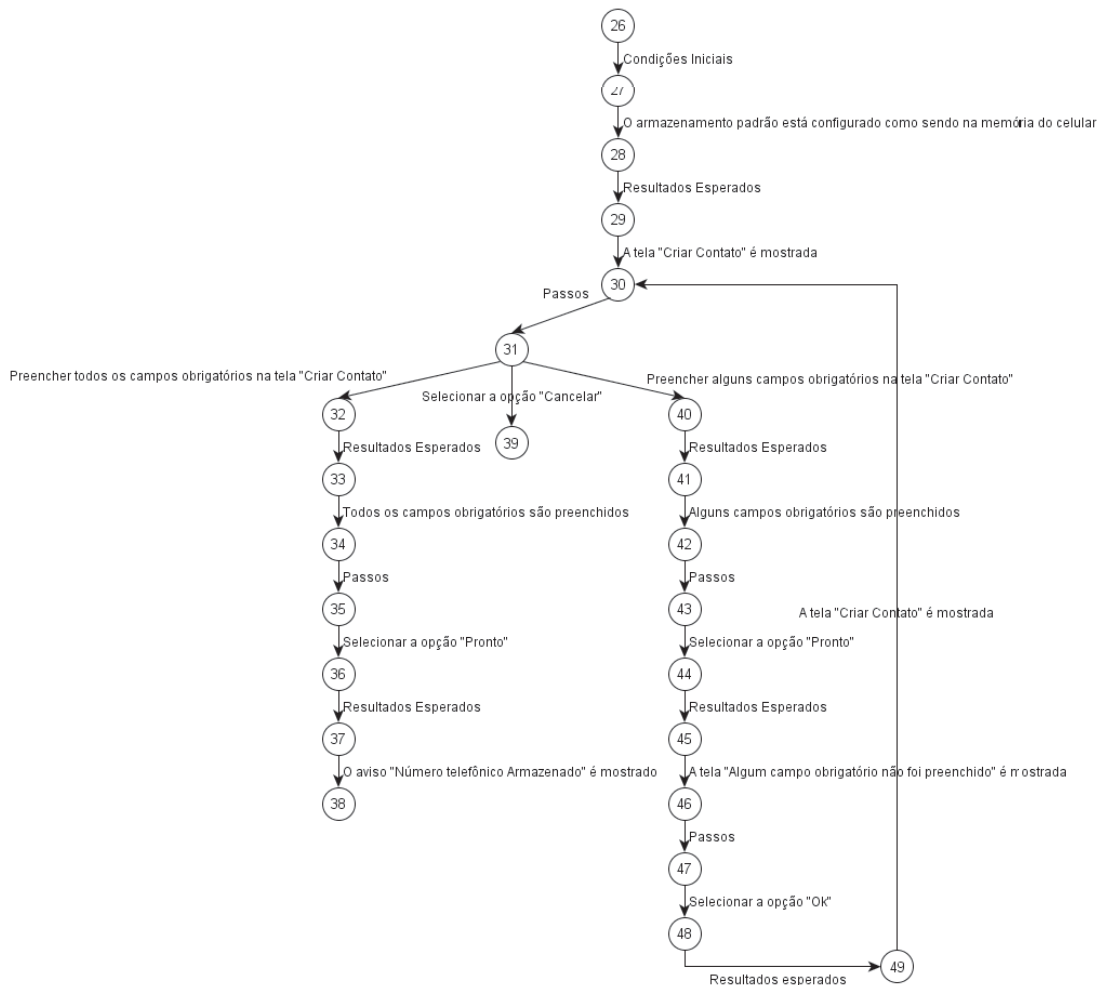 26
Condições Iniciais
27
O armazenamento padrão está configurado como sendo na memória do celular
28
Resultados Esperados
29
A tela "Criar Contato" é mostrada
30
Passos
31
Preencher todos os campos obrigatórios na tela "Criar Contato"
Selecionar a opção "Cancelar"
Preencher alguns campos obrigatórios na tela "Criar Contato"
32
39
40
Resultados Esperados
Resultados Esperados
33
41
Todos os campos obrigatórios são preenchidos
Alguns campos obrigatórios são preenchidos
34
42
Passos
Passos
35
43
A tela "Criar Contato" é mostrada
Selecionar a opção "Pronto"
Selecionar a opção "Pronto"
36
44
Resultados Esperados
Resultados Esperados
37
45
O aviso "Número telefônico Armazenado" é mostrado
A tela "Algum campo obrigatório não foi preenchido" é mostrada
38
46
Passos
47
Selecionar a opção "Ok"
48
49
Resultados esperados